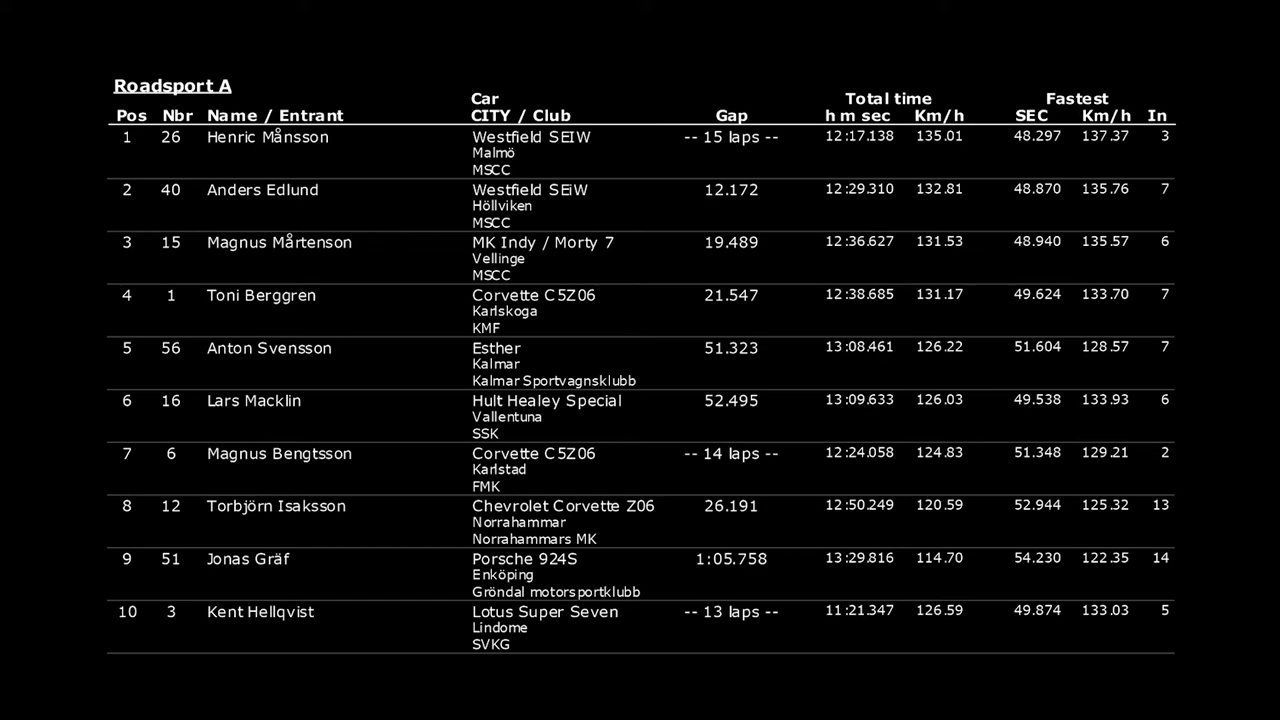 Roadsport A
Car Total time Fastest
Pos Nbr Name / Entrant CITY / Club Gap h m sec Km/h SEC Km/h In
1 26 Henric Månsson Westfield SEIW -- 15 laps -- 12:17.138 135.01 48.297 137.37 3
Malmö
MSCC
2 40 Anders Edlund Westfield SEiW 12.172 12:29.310 132.81 48.870 135.76 7
Höllviken
MSCC
3 15 Magnus Mårtenson MK Indy / Morty 7 19.489 12:36.627 131.53 48.940 135.57 6
Vellinge
MSCC
4 1 Toni Berggren Corvette C5Z06 21.547 12:38.685 131.17 49.624 133.70 7
Karlskoga
KMF
5 56 Anton Svensson Esther 51.323 13:08.461 126.22 51.604 128.57 7
Kalmar
Kalmar Sportvagnsklubb
6 16 Lars Macklin Hult Healey Special 52.495 13:09.633 126.03 49.538 133.93 6
Vallentuna
SSK
7 6 Magnus Bengtsson Corvette C5Z06 -- 14 laps -- 12:24.058 124.83 51.348 129.21 2
Karlstad
FMK
8 12 Torbjörn Isaksson Chevrolet Corvette Z06 26.191 12:50.249 120.59 52.944 125.32 13
Norrahammar
Norrahammars MK
9 51 Jonas Gräf Porsche 924S 1:05.758 13:29.816 114.70 54.230 122.35 14
Enköping
Gröndal motorsportklubb
10 3 Kent Hellqvist Lotus Super Seven -- 13 laps -- 11:21.347 126.59 49.874 133.03 5
Lindome
SVKG